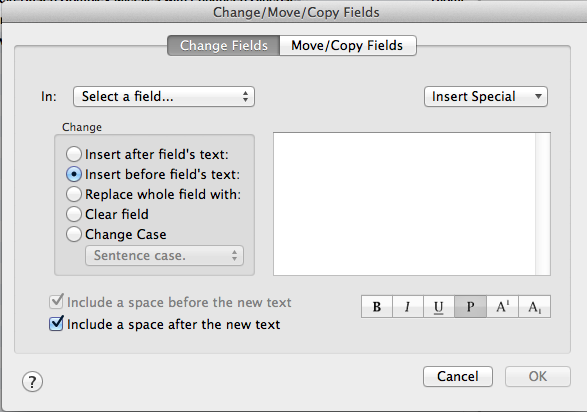 Change/Move/Copy Fields
Change Fields Move/Copy Fields
In: Select a field... Insert Special
Change
Insert after field's text:
Insert before field's text:
Replace whole field with:
Clear field
Change Case
Sentence case.
Include a space before the new text
Include a space after the new text
B I U P A¹ A₁
? Cancel OK